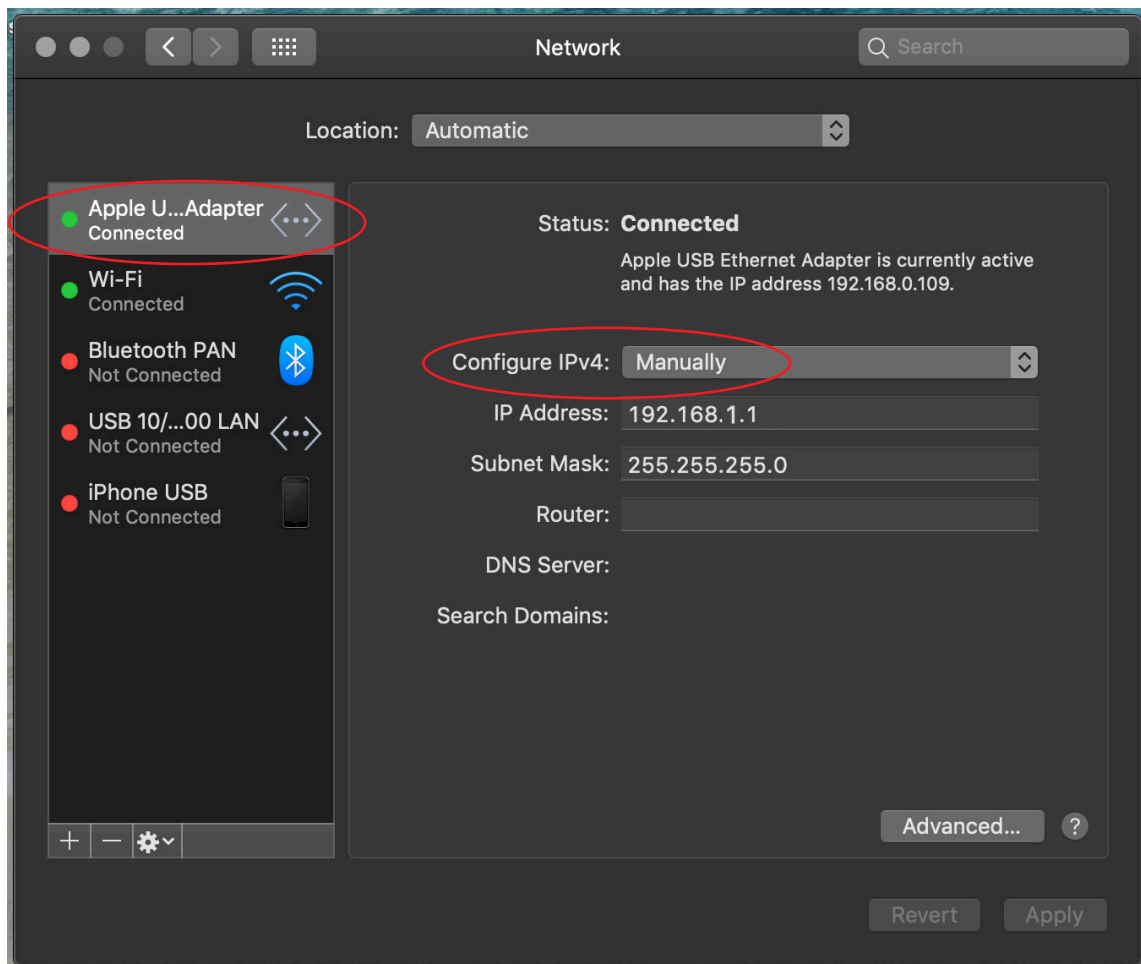 Network
Search
Location: Automatic
Apple U...Adapter
Connected
Wi-Fi
Connected
Bluetooth PAN
Not Connected
USB 10/...00 LAN
Not Connected
iPhone USB
Not Connected
Status: Connected
Apple USB Ethernet Adapter is currently active
and has the IP address 192.168.0.109.
Configure IPv4: Manually
IP Address: 192.168.1.1
Subnet Mask: 255.255.255.0
Router:
DNS Server:
Search Domains:
Advanced... ?
Revert Apply